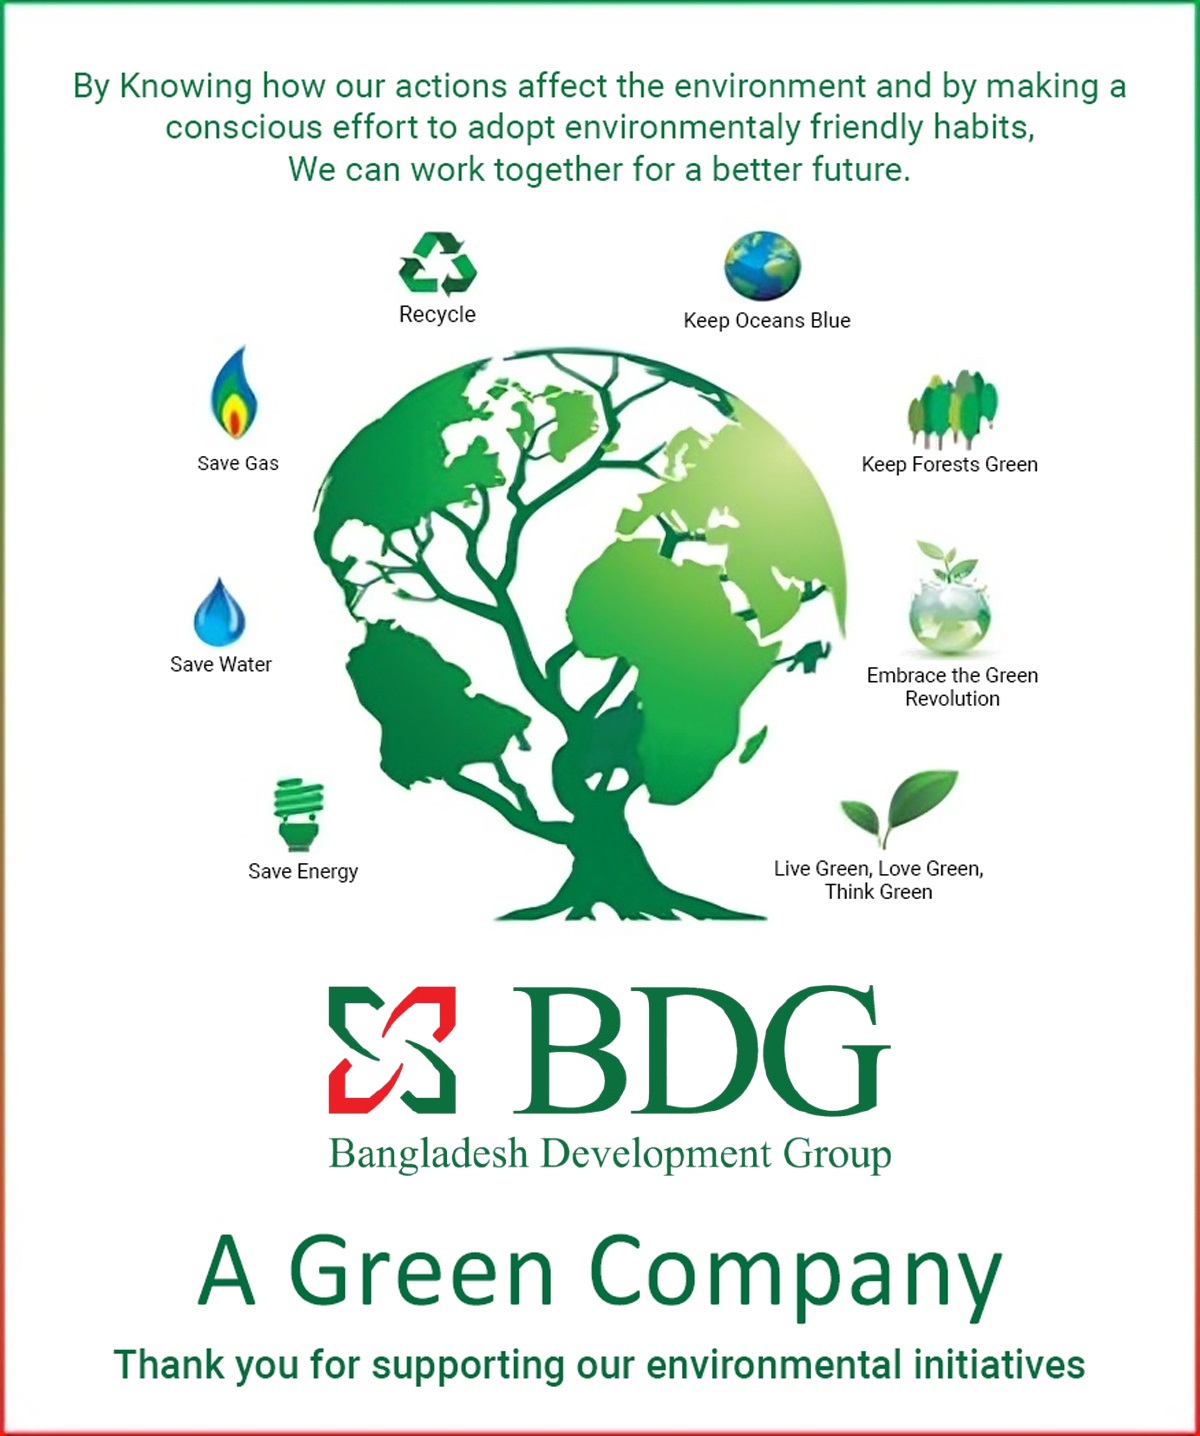 By Knowing how our actions affect the environment and by making a
conscious effort to adopt environmentaly friendly habits,
We can work together for a better future.
Recycle
Keep Oceans Blue
Save Gas
Keep Forests Green
Save Water
Embrace the Green
Revolution
Save Energy
Live Green, Love Green,
Think Green
BDG
Bangladesh Development Group
A Green Company
Thank you for supporting our environmental initiatives